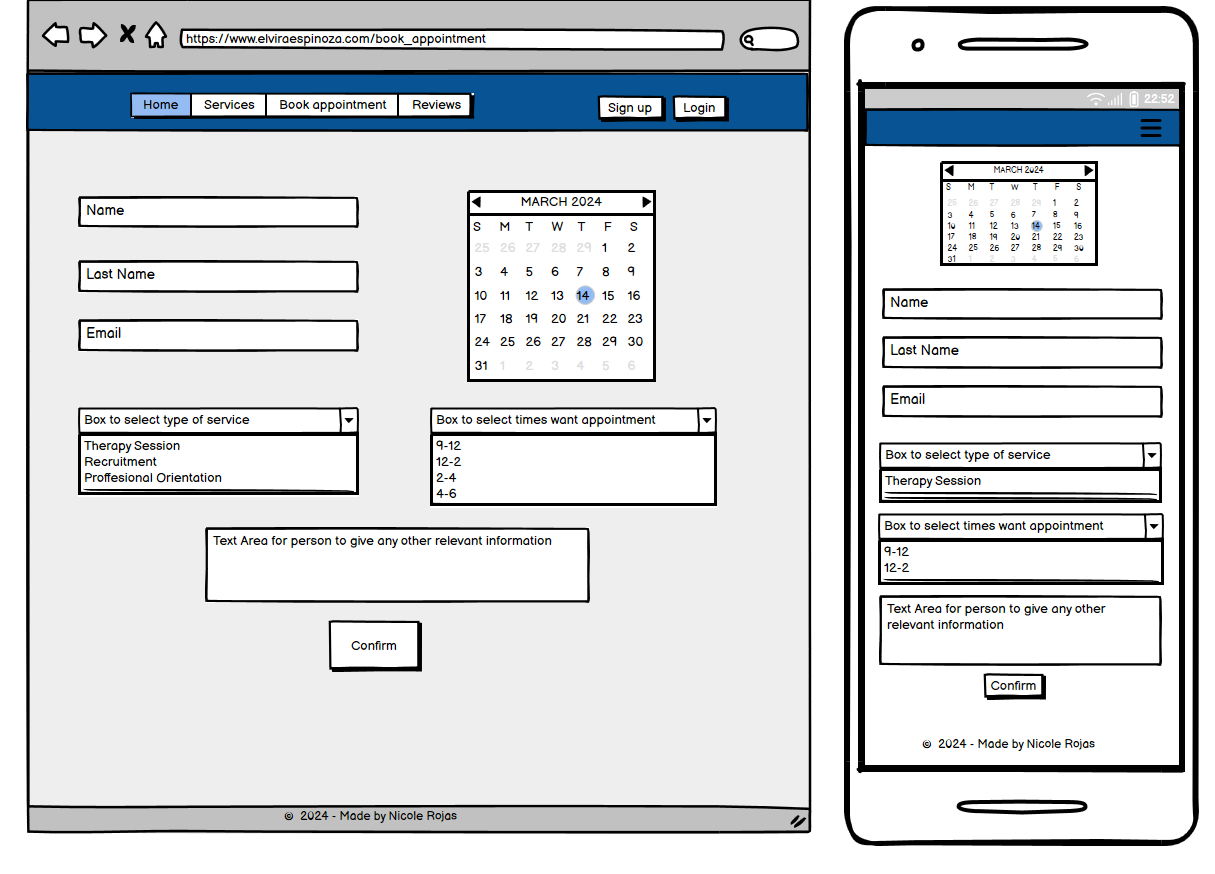 https://www.elviraespinoza.com/book_appointment
Home Services Book appointment Reviews Sign up Login
Name
Last Name
Email
MARCH 2024
S M T W T F S
25 26 27 28 29 1 2
3 4 5 6 7 8 9
10 11 12 13 14 15 16
17 18 19 20 21 22 23
24 25 26 27 28 29 30
31 1 2 3 4 5 6
Box to select type of service
Therapy Session
Recruitment
Proffesional Orientation
Box to select times want appointment
9-12
12-2
2-4
4-6
Text Area for person to give any other relevant information
Confirm
© 2024 - Made by Nicole Rojas
22:52
MARCH 2024
S M T W T F S
25 26 27 28 29 1 2
3 4 5 6 7 8 9
10 11 12 13 14 15 16
17 18 19 20 21 22 23
24 25 26 27 28 29 30
31 1 2 3 4 5 6
Name
Last Name
Email
Box to select type of service
Therapy Session
Box to select times want appointment
9-12
12-2
Text Area for person to give any other
relevant information
Confirm
© 2024 - Made by Nicole Rojas